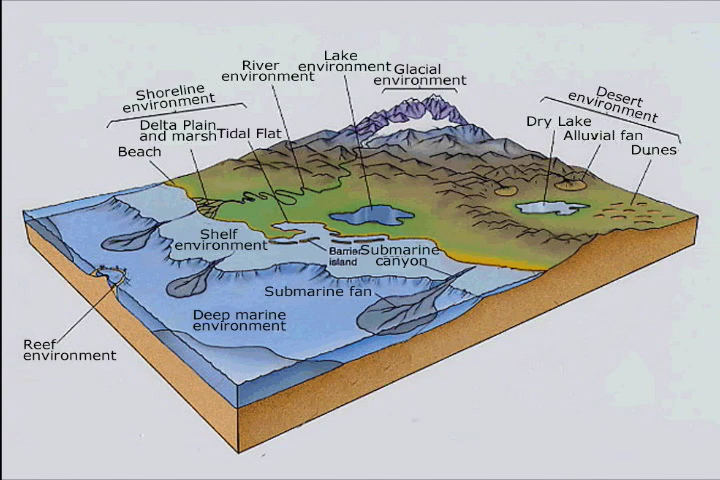 Lake
environment
River
environment
Glacial
environment
Shoreline
environment
Desert
environment
Delta Plain
and marsh
Tidal Flat
Dry Lake
Alluvial fan
Beach
Dunes
Shelf
environment
Barrier
island
Submarine
canyon
Submarine fan
Deep marine
environment
Reef
environment